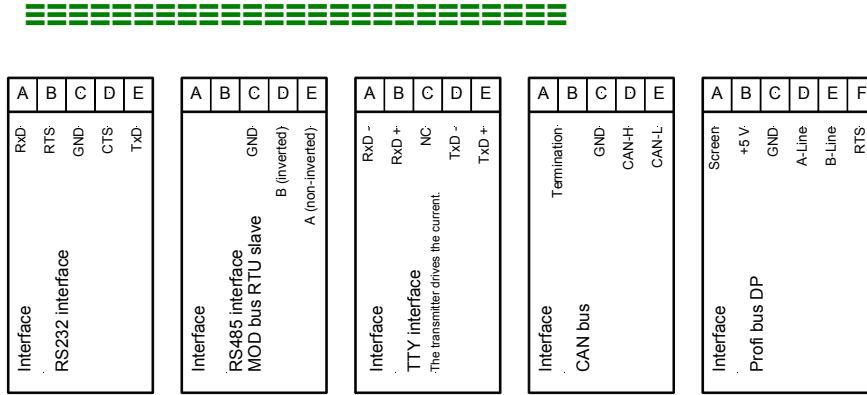 A B C D E
RxD
RTS
GND
CTS
TxD
Interface
RS232 interface
A B C D E
GND
B (inverted)
A (non-inverted)
Interface
RS485 interface
MOD bus RTU slave
A B C D E
RxD -
RxD +
NC
TxD -
TxD +
Interface
TTY interface
The transmitter drives the current.
A B C D E
Termination
GND
CAN-H
CAN-L
Interface
CAN bus
A B C D E F
Screen
+5 V
GND
A-Line
B-Line
RTS
Interface
Profi bus DP